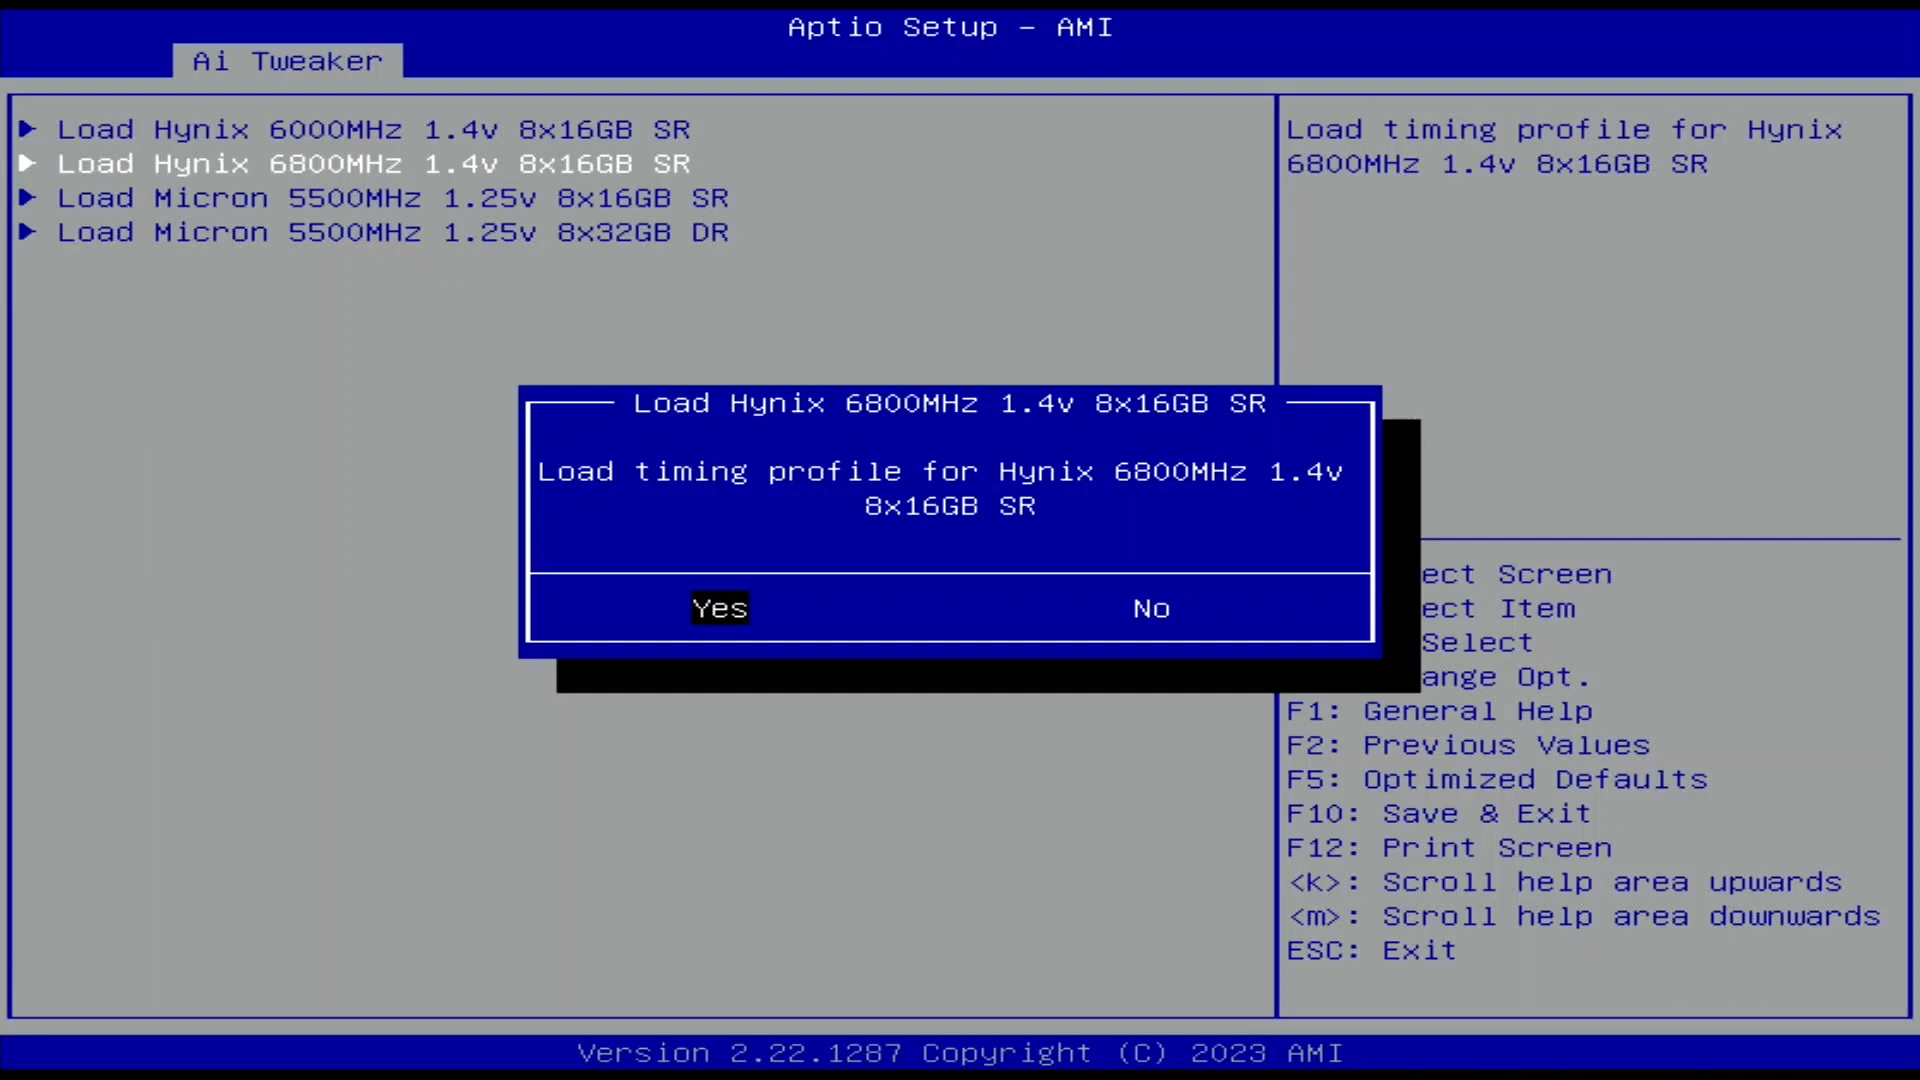 Aptio Setup – AMI
Ai Tweaker
Load Hynix 6000MHz 1.4v 8x16GB SR
Load Hynix 6800MHz 1.4v 8x16GB SR
Load Micron 5500MHz 1.25v 8x16GB SR
Load Micron 5500MHz 1.25v 8x32GB DR
Load timing profile for Hynix
6800MHz 1.4v 8x16GB SR
Load Hynix 6800MHz 1.4v 8x16GB SR
Load timing profile for Hynix 6800MHz 1.4v
8x16GB SR
Yes No
ect Screen
ect Item
Select
ange Opt.
F1: General Help
F2: Previous Values
F5: Optimized Defaults
F10: Save & Exit
F12: Print Screen
<k>: Scroll help area upwards
<m>: Scroll help area downwards
ESC: Exit
Version 2.22.1287 Copyright (C) 2023 AMI